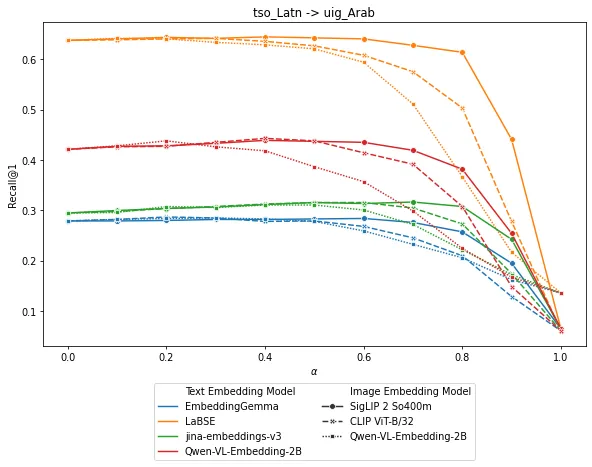 tso_Latn -> uig_Arab
Recall@1
0.6
0.5
0.4
0.3
0.2
0.1
0.0 0.2 0.4 0.6 0.8 1.0
α
Text Embedding Model Image Embedding Model
EmbeddingGemma SigLIP 2 So400m
LaBSE CLIP ViT-B/32
jina-embeddings-v3 Qwen-VL-Embedding-2B
Qwen-VL-Embedding-2B